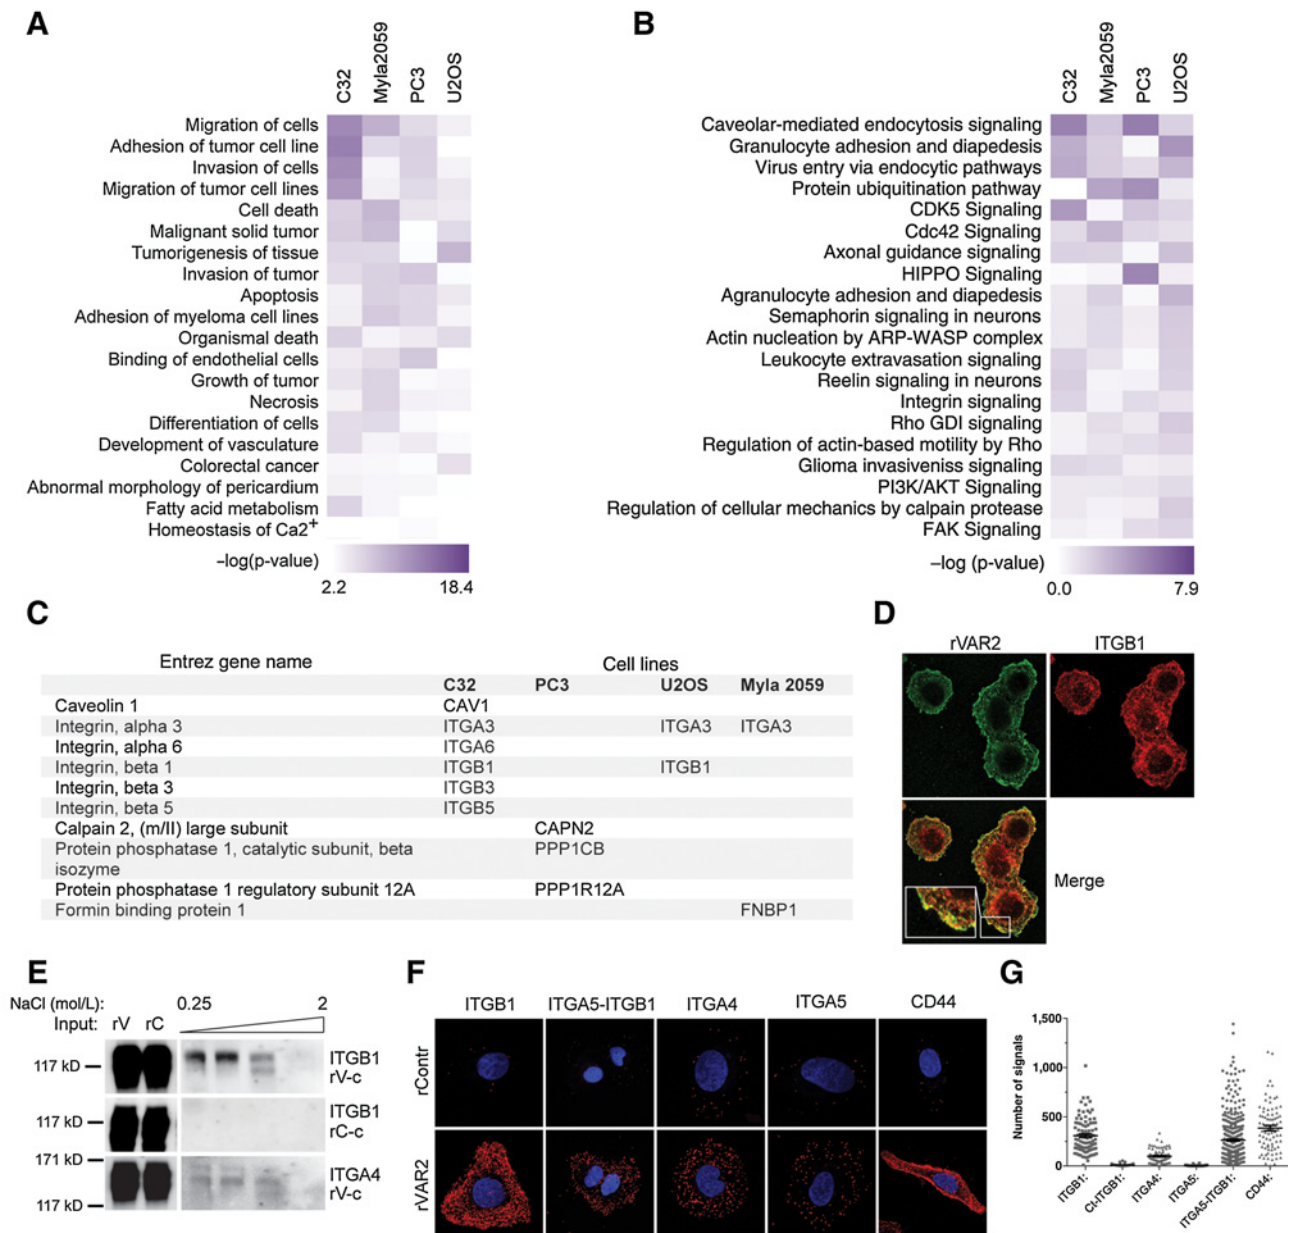 A
C32 Myla2059 PC3 U2OS
Migration of cells
Adhesion of tumor cell line
Invasion of cells
Migration of tumor cell lines
Cell death
Malignant solid tumor
Tumorigenesis of tissue
Invasion of tumor
Apoptosis
Adhesion of myeloma cell lines
Organismal death
Binding of endothelial cells
Growth of tumor
Necrosis
Differentiation of cells
Development of vasculature
Colorectal cancer
Abnormal morphology of pericardium
Fatty acid metabolism
Homeostasis of Ca2+
–log(p-value)
2.2 18.4
B
C32 Myla2059 PC3 U2OS
Caveolar-mediated endocytosis signaling
Granulocyte adhesion and diapedesis
Virus entry via endocytic pathways
Protein ubiquitination pathway
CDK5 Signaling
Cdc42 Signaling
Axonal guidance signaling
HIPPO Signaling
Agranulocyte adhesion and diapedesis
Semaphorin signaling in neurons
Actin nucleation by ARP-WASP complex
Leukocyte extravasation signaling
Reelin signaling in neurons
Integrin signaling
Rho GDI signaling
Regulation of actin-based motility by Rho
Glioma invasiveniss signaling
PI3K/AKT Signaling
Regulation of cellular mechanics by calpain protease
FAK Signaling
–log (p-value)
0.0 7.9
C
Entrez gene name Cell lines
C32 PC3 U2OS Myla 2059
Caveolin 1 CAV1
Integrin, alpha 3 ITGA3 ITGA3 ITGA3
Integrin, alpha 6 ITGA6
Integrin, beta 1 ITGB1 ITGB1
Integrin, beta 3 ITGB3
Integrin, beta 5 ITGB5
Calpain 2, (m/II) large subunit CAPN2
Protein phosphatase 1, catalytic subunit, beta PPP1CB
isozyme
Protein phosphatase 1 regulatory subunit 12A PPP1R12A
Formin binding protein 1 FNBP1
D
rVAR2 ITGB1
Merge
E
NaCl (mol/L): 0.25 2
Input: rV rC
117 kD ITGB1
rV-c
117 kD ITGB1
rC-c
171 kD
117 kD ITGA4
rV-c
F
ITGB1 ITGA5-ITGB1 ITGA4 ITGA5 CD44
rContr
rVAR2
G
Number of signals
1,500
1,000
500
0
ITGB1: CI-ITGB1: ITGA4: ITGA5: ITGA5-ITGB1: CD44: